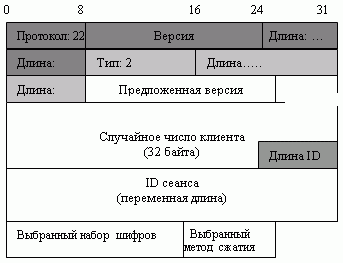 0 8 16 24 31
Протокол: 22 Версия Длина: ...
Длина: Тип: 2 Длина.....
Длина: Предложенная версия
Случайное число клиента
(32 байта)
Длина ID
ID сеанса
(переменная длина)
Выбранный набор шифров Выбранный
метод сжатия